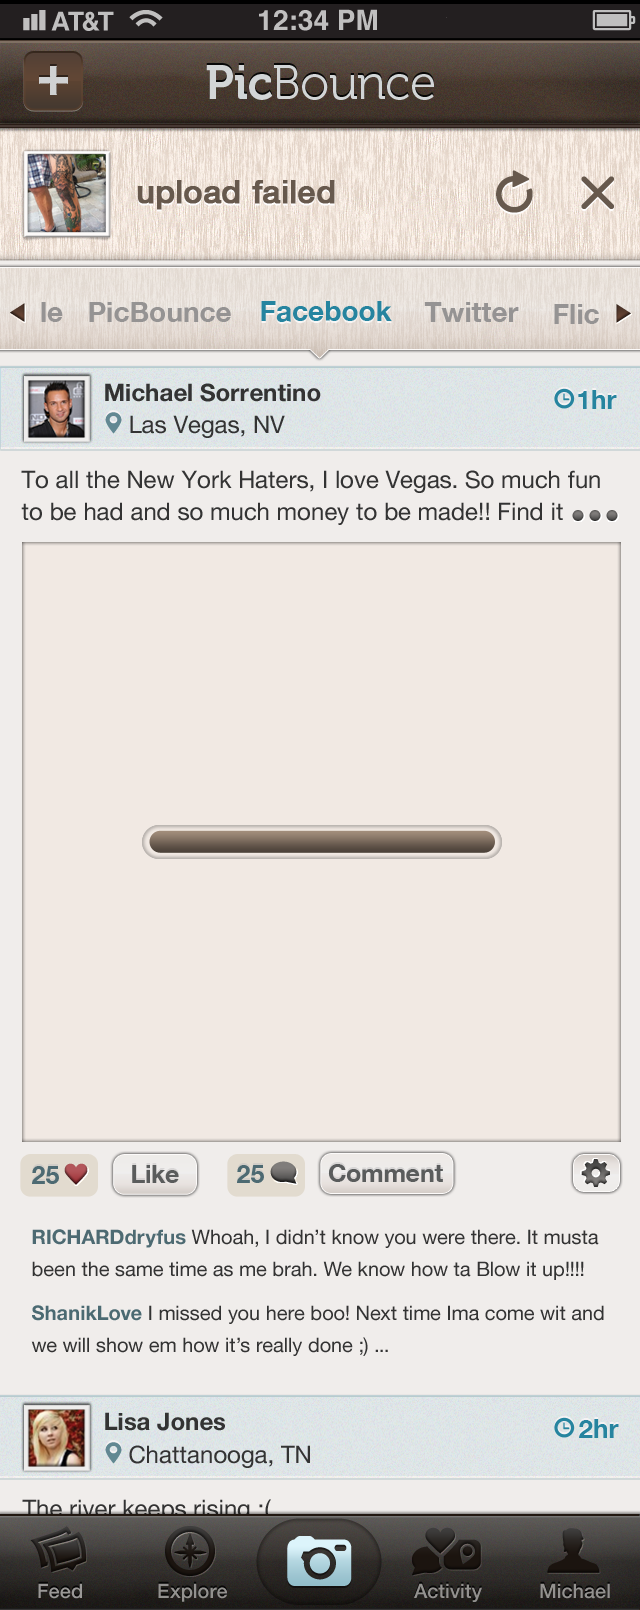 AT&T 12:34 PM
PicBounce
upload failed
le PicBounce Facebook Twitter Flic
Michael Sorrentino
1hr
Las Vegas, NV
To all the New York Haters, I love Vegas. So much fun
to be had and so much money to be made!! Find it
25 Like 25 Comment
RICHARDdryfus Whoah, I didn't know you were there. It musta
been the same time as me brah. We know how ta Blow it up!!!!
ShanikLove I missed you here boo! Next time Ima come wit and
we will show em how it's really done ;) ...
Lisa Jones
2hr
Chattanooga, TN
The river keeps rising :(
Feed Explore Activity Michael